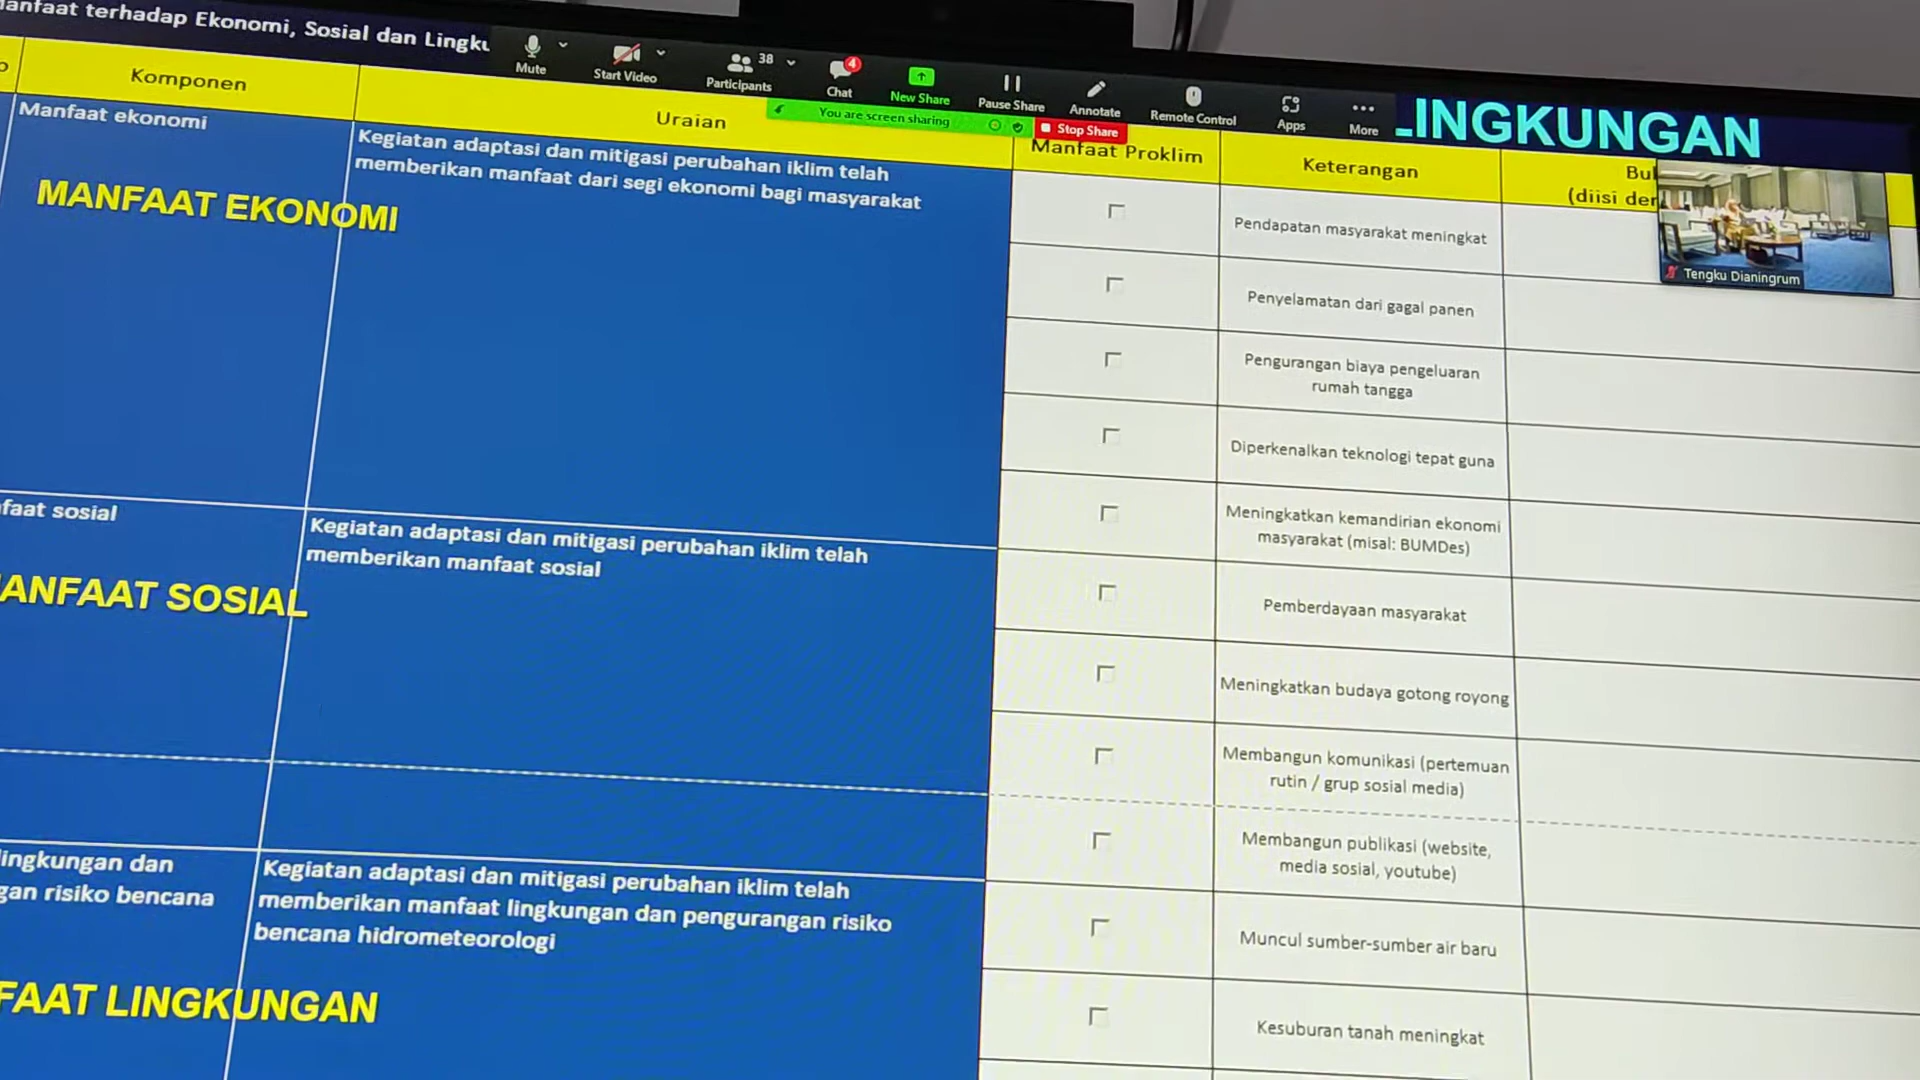 anfaat terhadap Ekonomi, Sosial dan Lingku
Mute
Start Video
38
Participants
4
Chat
New Share
Pause Share
Annotate
Remote Control
Apps
More
You are screen sharing
Stop Share
LINGKUNGAN
o
Komponen
Uraian
Manfaat Proklim
Keterangan
Buk
(diisi den
Tengku Dianingrum
Manfaat ekonomi
MANFAAT EKONOMI
Kegiatan adaptasi dan mitigasi perubahan iklim telah
memberikan manfaat dari segi ekonomi bagi masyarakat
Pendapatan masyarakat meningkat
Penyelamatan dari gagal panen
Pengurangan biaya pengeluaran
rumah tangga
Diperkenalkan teknologi tepat guna
Meningkatkan kemandirian ekonomi
masyarakat (misal: BUMDes)
faat sosial
ANFAAT SOSIAL
Kegiatan adaptasi dan mitigasi perubahan iklim telah
memberikan manfaat sosial
Pemberdayaan masyarakat
Meningkatkan budaya gotong royong
Membangun komunikasi (pertemuan
rutin / grup sosial media)
Membangun publikasi (website,
media sosial, youtube)
lingkungan dan
gan risiko bencana
FAAT LINGKUNGAN
Kegiatan adaptasi dan mitigasi perubahan iklim telah
memberikan manfaat lingkungan dan pengurangan risiko
bencana hidrometeorologi
Muncul sumber-sumber air baru
Kesuburan tanah meningkat